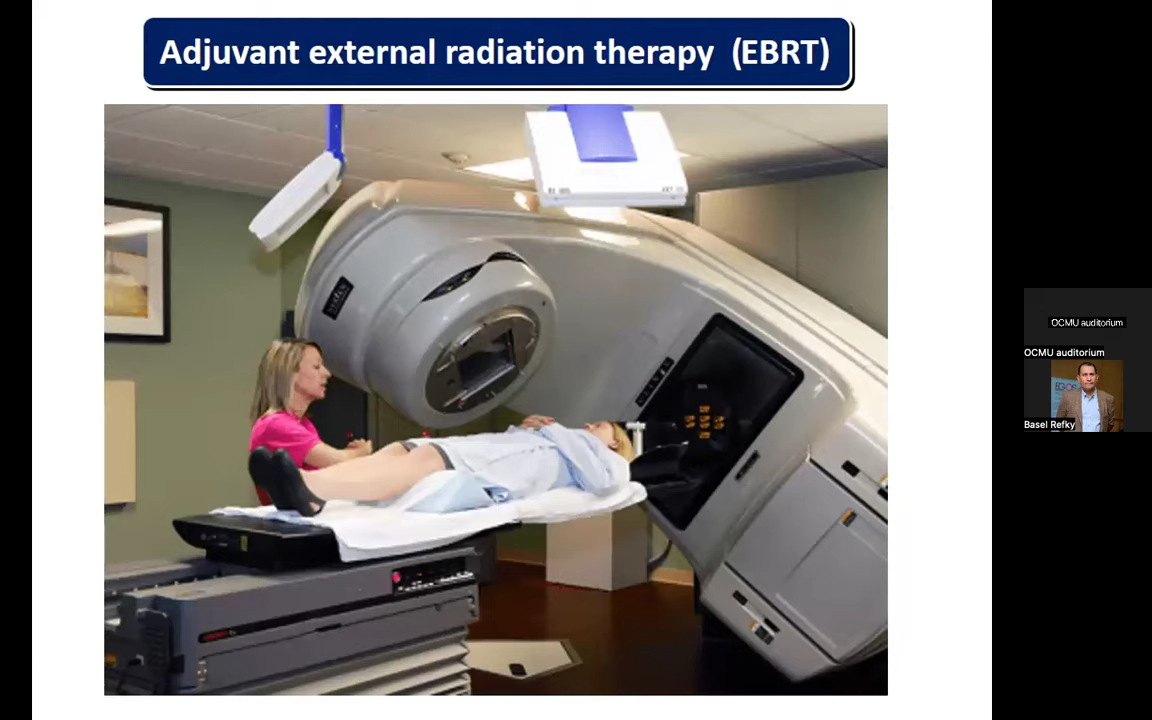 Adjuvant external radiation therapy (EBRT)
OCMU auditorium
OCMU auditorium
Basel Refky